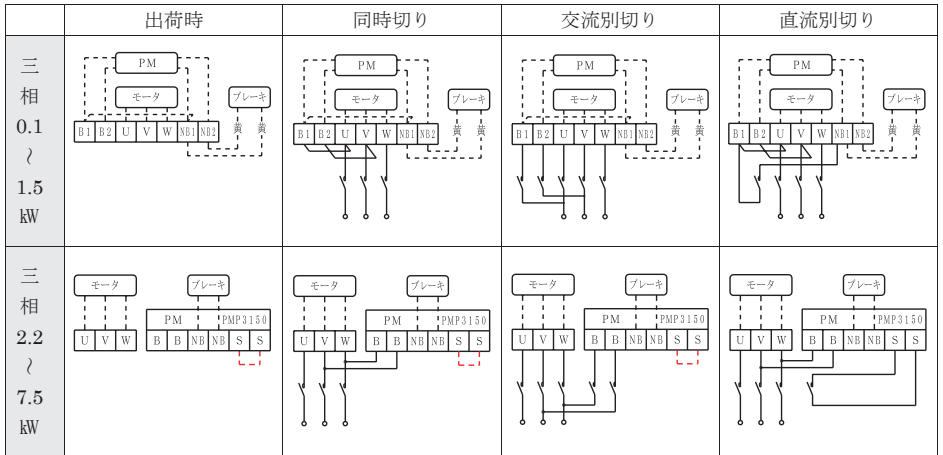 出荷時 同時切り 交流別切り 直流別切り
三相 0.1 〜 1.5 kW
PM
モータ ブレーキ
B1 B2 U V W NB1 NB2 黄 黄
PM
モータ ブレーキ
B1 B2 U V W NB1 NB2 黄 黄
PM
モータ ブレーキ
B1 B2 U V W NB1 NB2 黄 黄
PM
モータ ブレーキ
B1 B2 U V W NB1 NB2 黄 黄
三相 2.2 〜 7.5 kW
モータ ブレーキ
PM PMP3150
U V W B B NB NB S S
モータ ブレーキ
PM PMP3150
U V W B B NB NB S S
モータ ブレーキ
PM PMP3150
U V W B B NB NB S S
モータ ブレーキ
PM PMP3150
U V W B B NB NB S S